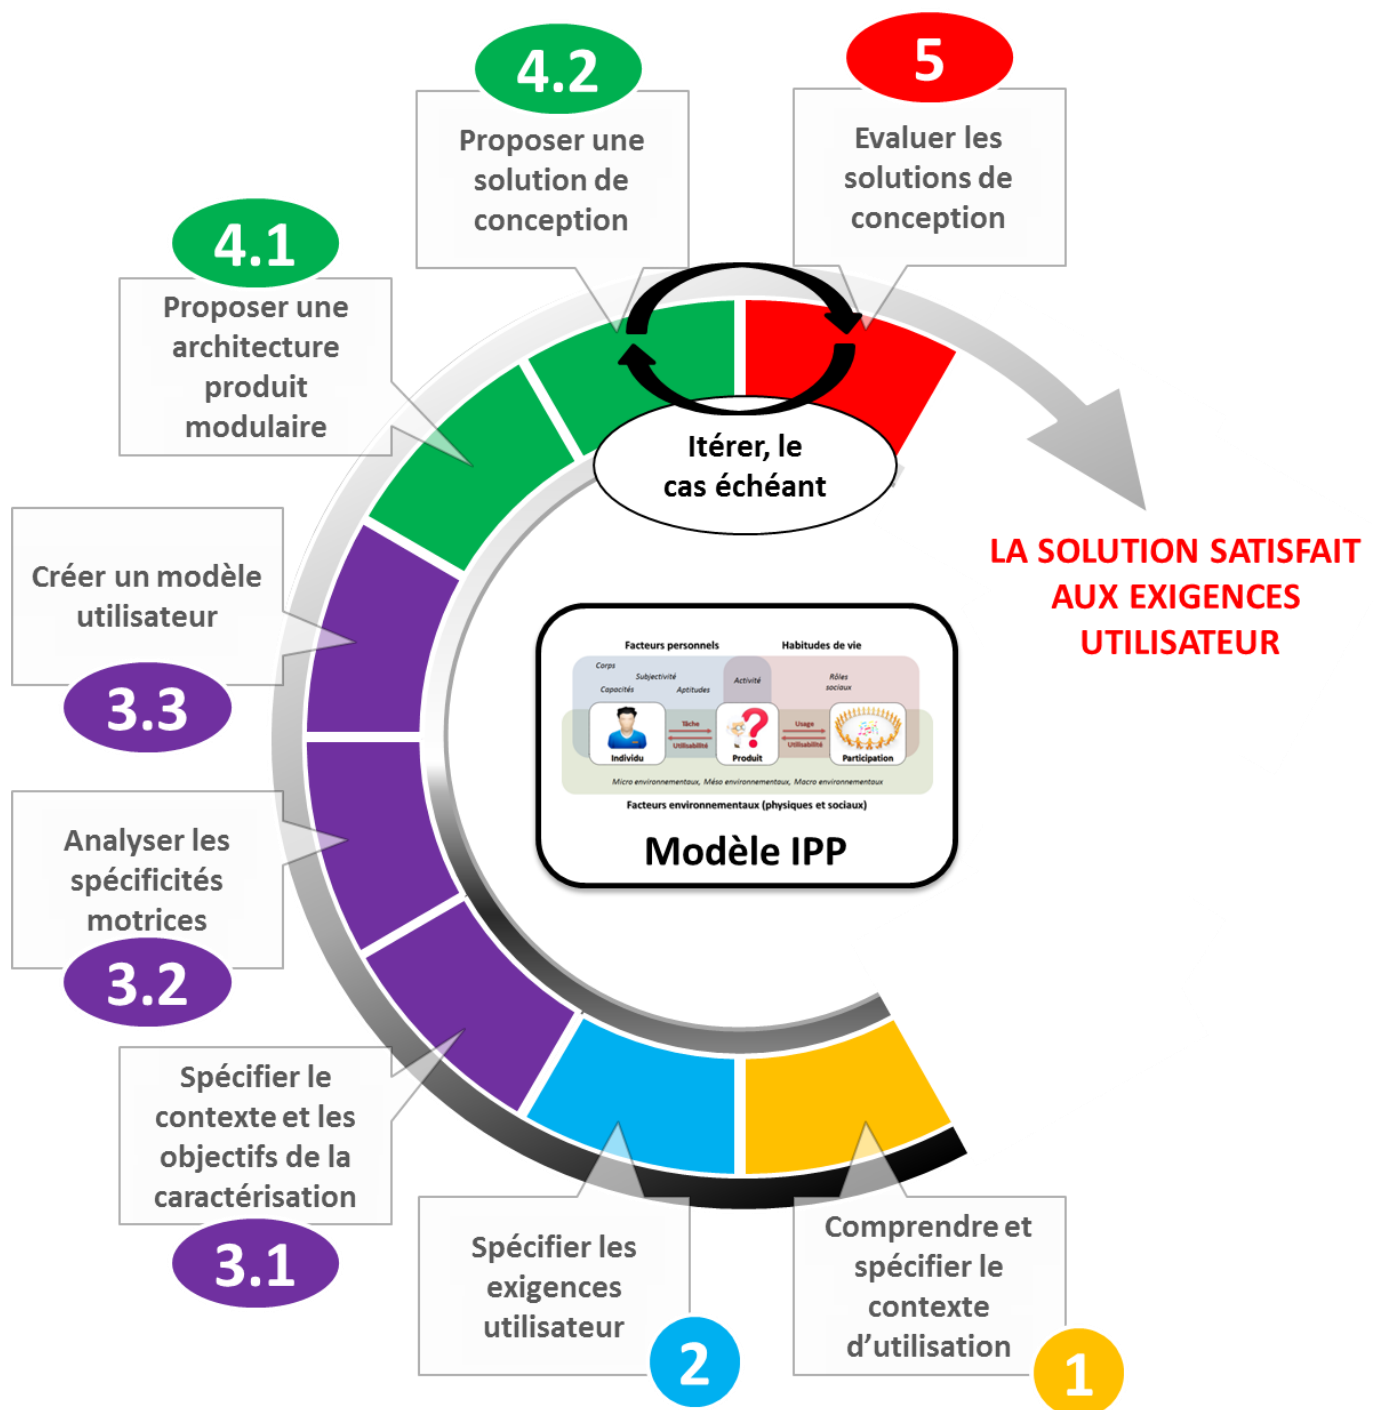 4.2
Proposer une
solution de
conception
5
Evaluer les
solutions de
conception
4.1
Proposer une
architecture
produit
modulaire
Itérer, le
cas échéant
LA SOLUTION SATISFAIT
AUX EXIGENCES
UTILISATEUR
Créer un modèle
utilisateur
3.3
Facteurs personnels
Habitudes de vie
Corps
Subjectivité
Capacités
Aptitudes
Activité
Rôles
sociaux
Tâche
Utilisabilité
Usage
Utilisabilité
Individu
Produit
Participation
Micro environnementaux, Méso environnementaux, Macro environnementaux
Facteurs environnementaux (physiques et sociaux)
Modèle IPP
Analyser les
spécificités
motrices
3.2
Spécifier le
contexte et les
objectifs de la
caractérisation
3.1
Spécifier les
exigences
utilisateur
2
Comprendre et
spécifier le
contexte
d’utilisation
1